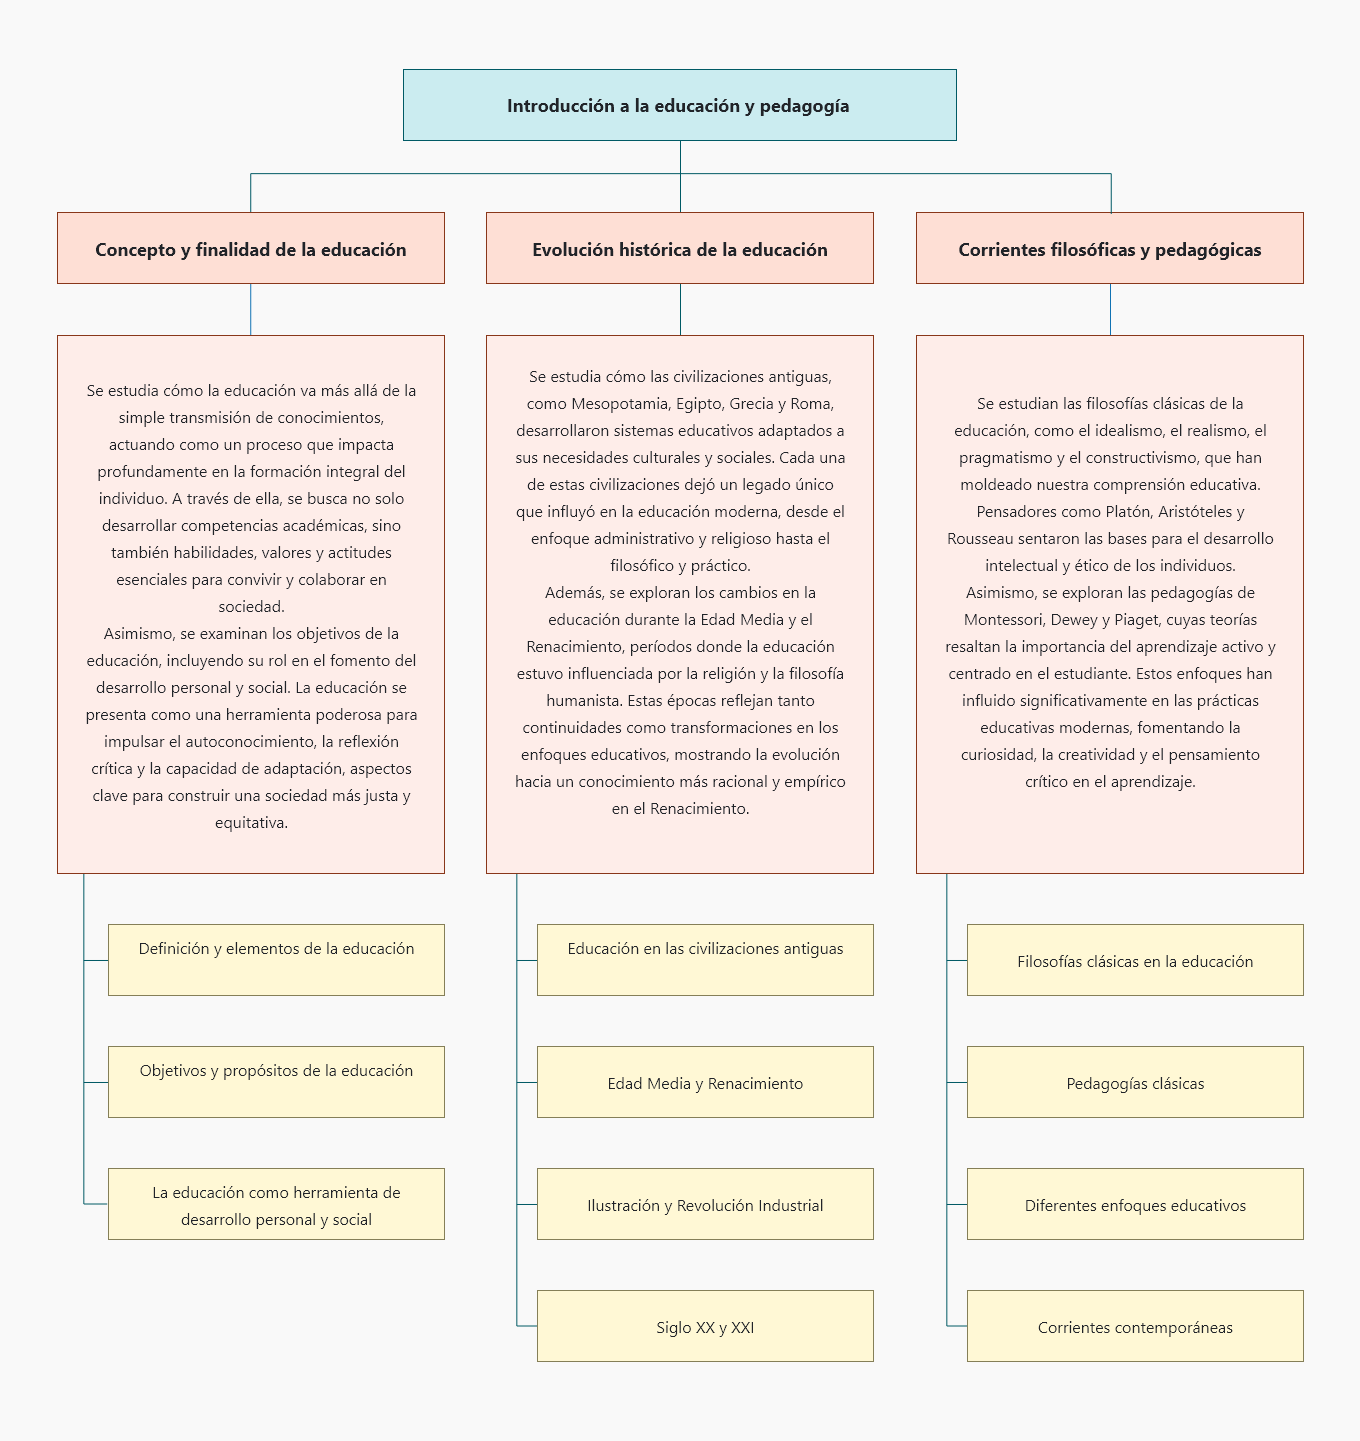 Introducción a la educación y pedagogía
Concepto y finalidad de la educación
Se estudia cómo la educación va más allá de la
simple transmisión de conocimientos,
actuando como un proceso que impacta
profundamente en la formación integral del
individuo. A través de ella, se busca no solo
desarrollar competencias académicas, sino
también habilidades, valores y actitudes
esenciales para convivir y colaborar en
sociedad.
Asimismo, se examinan los objetivos de la
educación, incluyendo su rol en el fomento del
desarrollo personal y social. La educación se
presenta como una herramienta poderosa para
impulsar el autoconocimiento, la reflexión
crítica y la capacidad de adaptación, aspectos
clave para construir una sociedad más justa y
equitativa.
Definición y elementos de la educación
Objetivos y propósitos de la educación
La educación como herramienta de
desarrollo personal y social
Evolución histórica de la educación
Se estudia cómo las civilizaciones antiguas,
como Mesopotamia, Egipto, Grecia y Roma,
desarrollaron sistemas educativos adaptados a
sus necesidades culturales y sociales. Cada una
de estas civilizaciones dejó un legado único
que influyó en la educación moderna, desde el
enfoque administrativo y religioso hasta el
filosófico y práctico.
Además, se exploran los cambios en la
educación durante la Edad Media y el
Renacimiento, períodos donde la educación
estuvo influenciada por la religión y la filosofía
humanista. Estas épocas reflejan tanto
continuidades como transformaciones en los
enfoques educativos, mostrando la evolución
hacia un conocimiento más racional y empírico
en el Renacimiento.
Educación en las civilizaciones antiguas
Edad Media y Renacimiento
Ilustración y Revolución Industrial
Siglo XX y XXI
Corrientes filosóficas y pedagógicas
Se estudian las filosofías clásicas de la
educación, como el idealismo, el realismo, el
pragmatismo y el constructivismo, que han
moldeado nuestra comprensión educativa.
Pensadores como Platón, Aristóteles y
Rousseau sentaron las bases para el desarrollo
intelectual y ético de los individuos.
Asimismo, se exploran las pedagogías de
Montessori, Dewey y Piaget, cuyas teorías
resaltan la importancia del aprendizaje activo y
centrado en el estudiante. Estos enfoques han
influido significativamente en las prácticas
educativas modernas, fomentando la
curiosidad, la creatividad y el pensamiento
crítico en el aprendizaje.
Filosofías clásicas en la educación
Pedagogías clásicas
Diferentes enfoques educativos
Corrientes contemporáneas